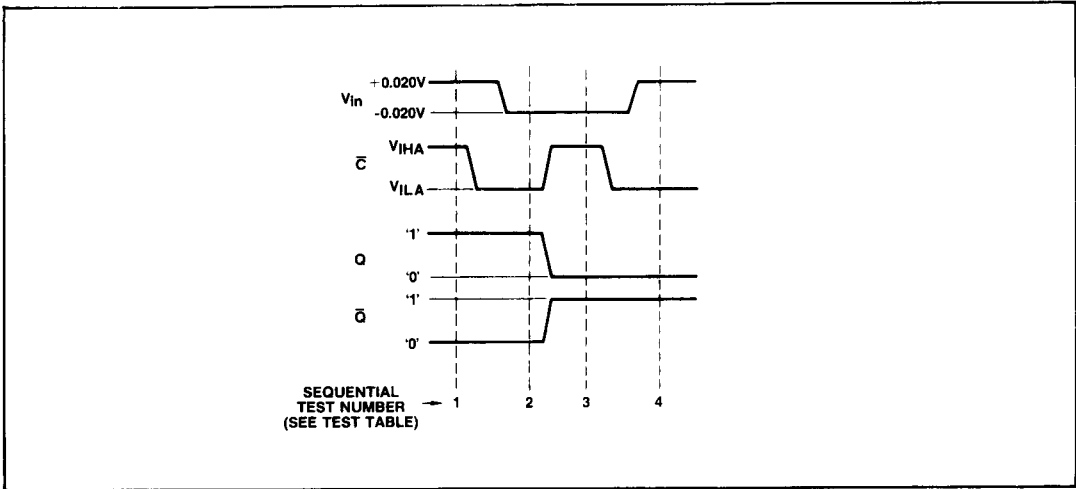 +0.020V
Vin
-0.020V
VIHA
C̅
VILA
'1'
Q
'0'
'1'
Q̅
'0'
SEQUENTIAL
TEST NUMBER → 1 2 3 4
(SEE TEST TABLE)